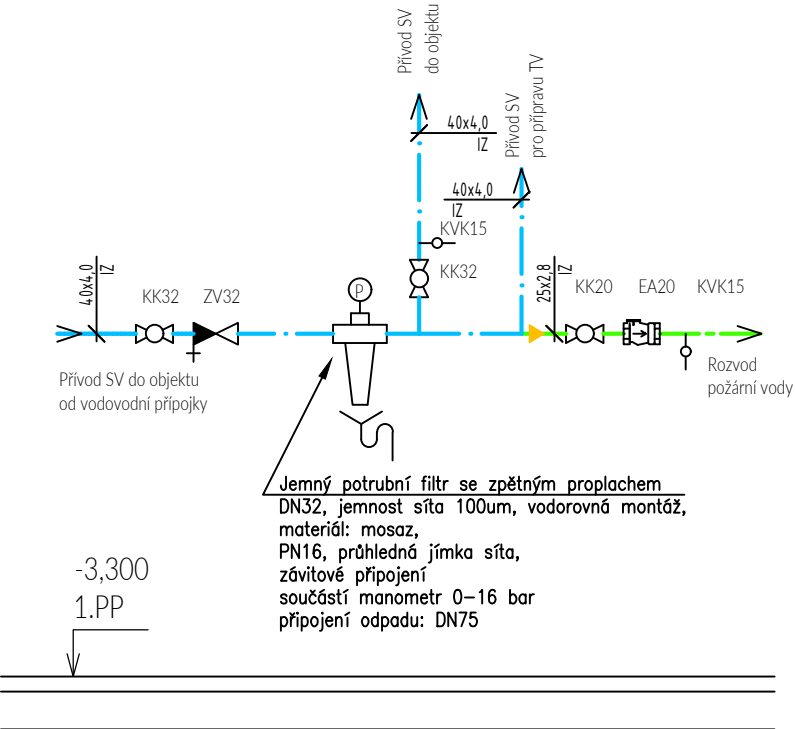 Přívod SV
do objektu
Přívod SV
pro přípravu TV
40x4,0
IZ
40x4,0
IZ
KVK15
KK32
40x4,0
IZ
KK32
ZV32
P
25x2,8
IZ
KK20
EA20
KVK15
Přívod SV do objektu
od vodovodní přípojky
Rozvod
požární vody
Jemný potrubní filtr se zpětným proplachem
DN32, jemnost síta 100um, vodorovná montáž,
materiál: mosaz,
PN16, průhledná jímka síta,
závitové připojení
součástí manometr 0-16 bar
připojení odpadu: DN75
-3,300
1.PP